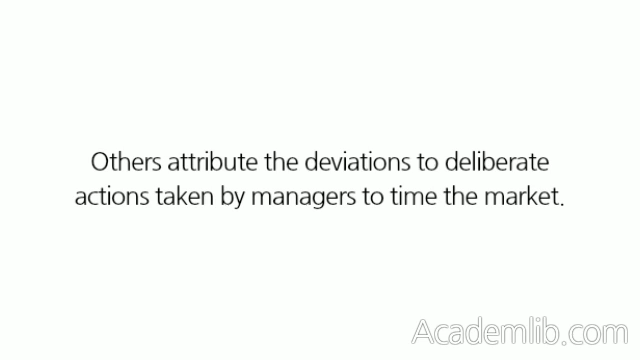 Others attribute the deviations to deliberate
actions taken by managers to time the market.
Academlib.com